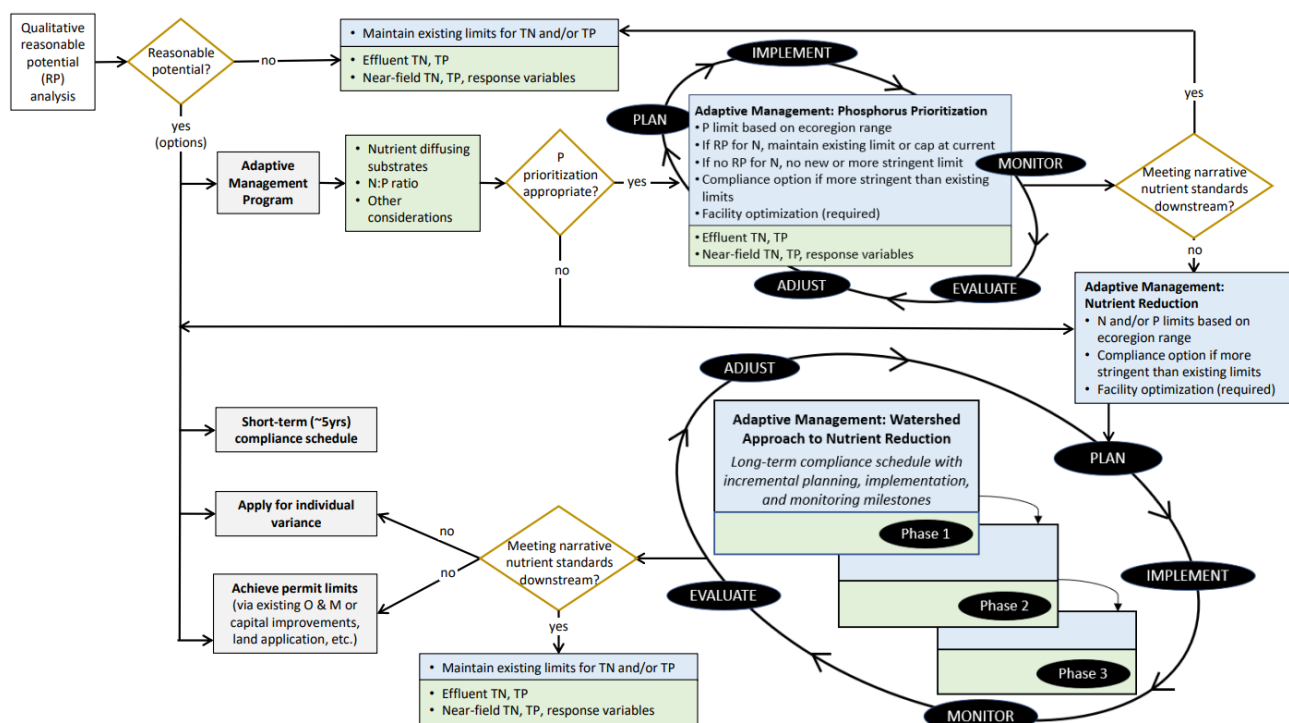 Qualitative
reasonable
potential
(RP)
analysis
Reasonable
potential?
no
• Maintain existing limits for TN and/or TP
• Effluent TN, TP
• Near-field TN, TP, response variables
yes
(options)
Adaptive
Management
Program
• Nutrient diffusing
substrates
• N:P ratio
• Other
considerations
P
prioritization
appropriate?
yes
no
IMPLEMENT
PLAN
Adaptive Management: Phosphorus Prioritization
• P limit based on ecoregion range
• If RP for N, maintain existing limit or cap at current
• If no RP for N, no new or more stringent limit
• Compliance option if more stringent than existing
limits
• Facility optimization (required)
• Effluent TN, TP
• Near-field TN, TP, response variables
MONITOR
EVALUATE
ADJUST
yes
Meeting narrative
nutrient standards
downstream?
no
Adaptive Management:
Nutrient Reduction
• N and/or P limits based on
ecoregion range
• Compliance option if more
stringent than existing limits
• Facility optimization (required)
ADJUST
PLAN
IMPLEMENT
MONITOR
EVALUATE
Adaptive Management: Watershed
Approach to Nutrient Reduction
Long-term compliance schedule with
incremental planning, implementation,
and monitoring milestones
Phase 1
Phase 2
Phase 3
Short-term (~5yrs)
compliance schedule
Apply for individual
variance
Achieve permit limits
(via existing O & M or
capital improvements,
land application, etc.)
no
no
Meeting narrative
nutrient standards
downstream?
yes
• Maintain existing limits for TN and/or TP
• Effluent TN, TP
• Near-field TN, TP, response variables